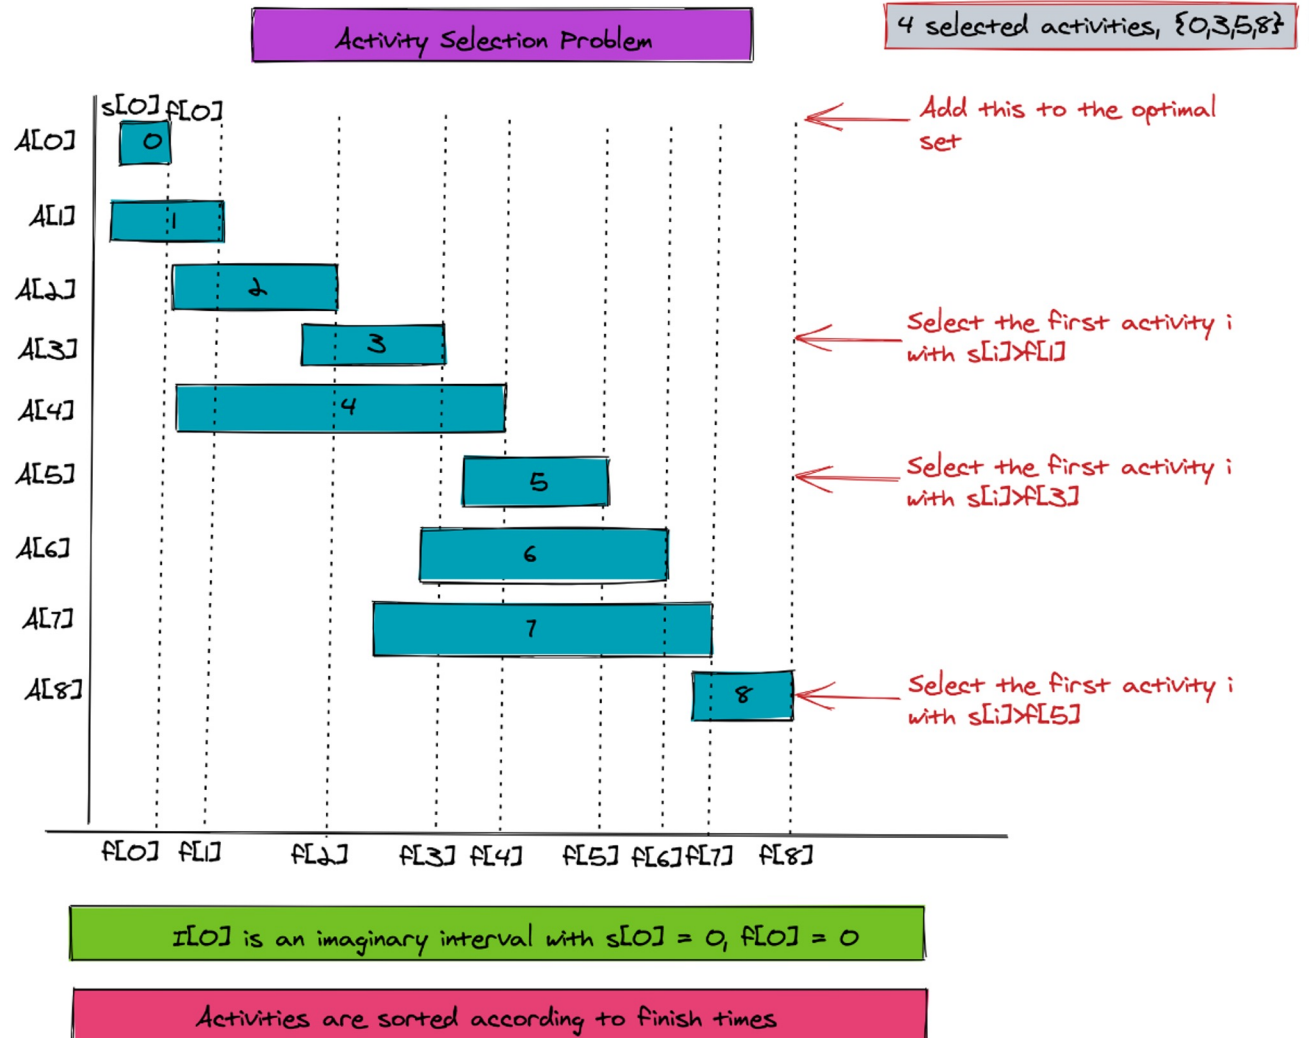 Activity Selection Problem
4 selected activities, {0,3,5,8}
s[0] f[0]
A[0]
0
Add this to the optimal
set
A[1]
1
A[2]
2
A[3]
3
Select the first activity i
with s[i]>f[1]
A[4]
4
A[5]
5
Select the first activity i
with s[i]>f[3]
A[6]
6
A[7]
7
A[8]
8
Select the first activity i
with s[i]>f[5]
f[0] f[1] f[2] f[3] f[4] f[5] f[6] f[7] f[8]
I[0] is an imaginary interval with s[0] = 0, f[0] = 0
Activities are sorted according to finish times